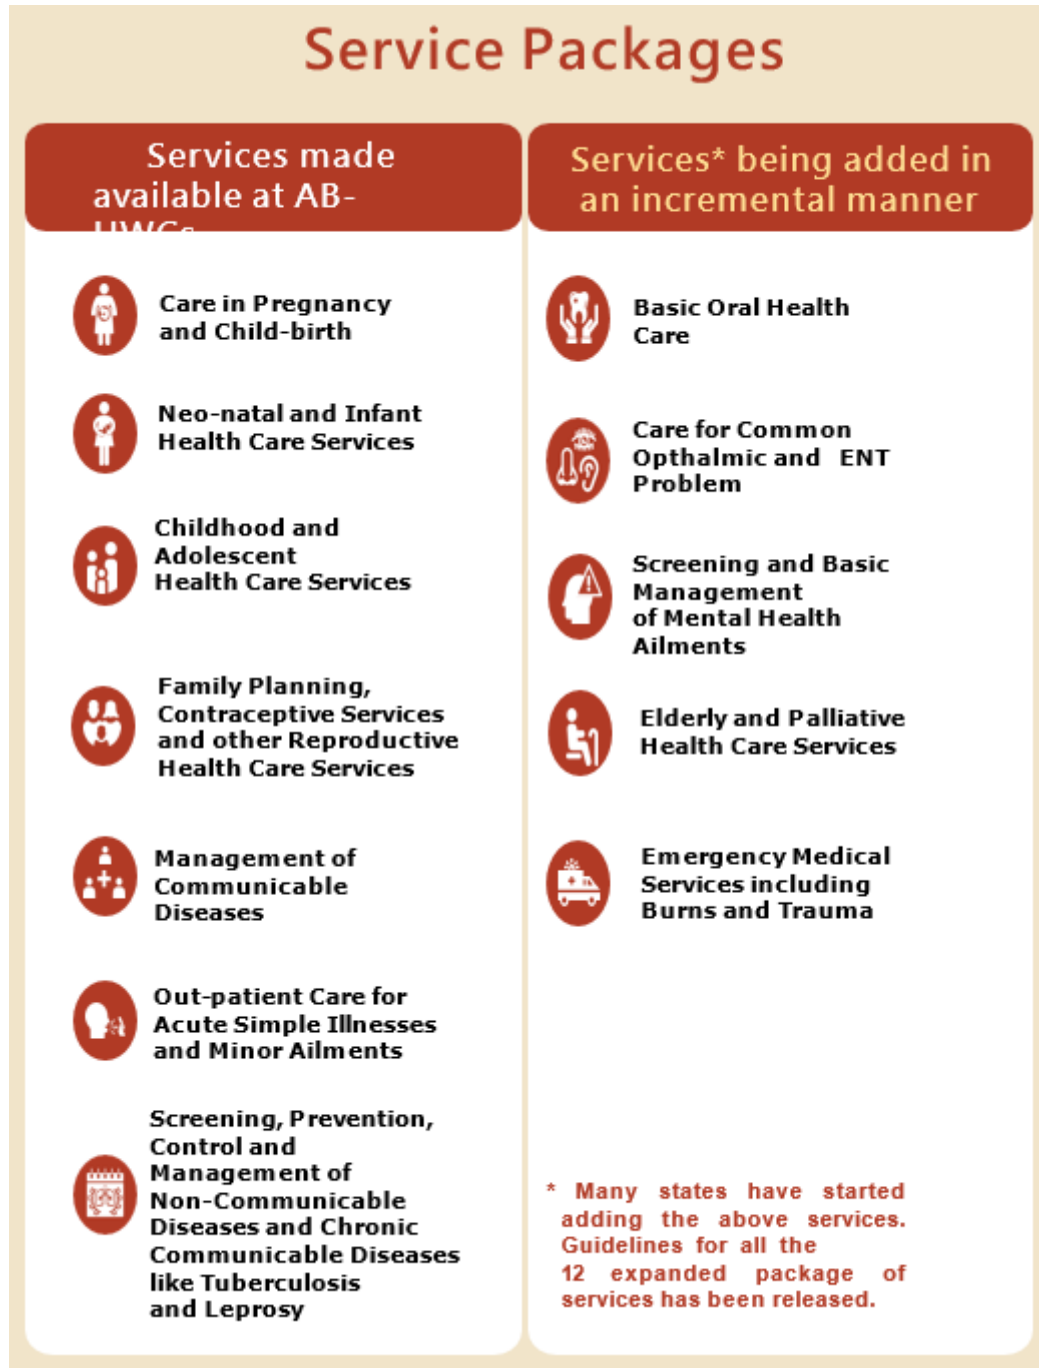 Service Packages
Services made
available at AB-
HWCs
Care in Pregnancy
and Child-birth
Neo-natal and Infant
Health Care Services
Childhood and
Adolescent
Health Care Services
Family Planning,
Contraceptive Services
and other Reproductive
Health Care Services
Management of
Communicable
Diseases
Out-patient Care for
Acute Simple Illnesses
and Minor Ailments
Screening, Prevention,
Control and
Management of
Non-Communicable
Diseases and Chronic
Communicable Diseases
like Tuberculosis
and Leprosy
Services* being added in
an incremental manner
Basic Oral Health
Care
Care for Common
Opthalmic and ENT
Problem
Screening and Basic
Management
of Mental Health
Ailments
Elderly and Palliative
Health Care Services
Emergency Medical
Services including
Burns and Trauma
* Many states have started
adding the above services.
Guidelines for all the
12 expanded package of
services has been released.